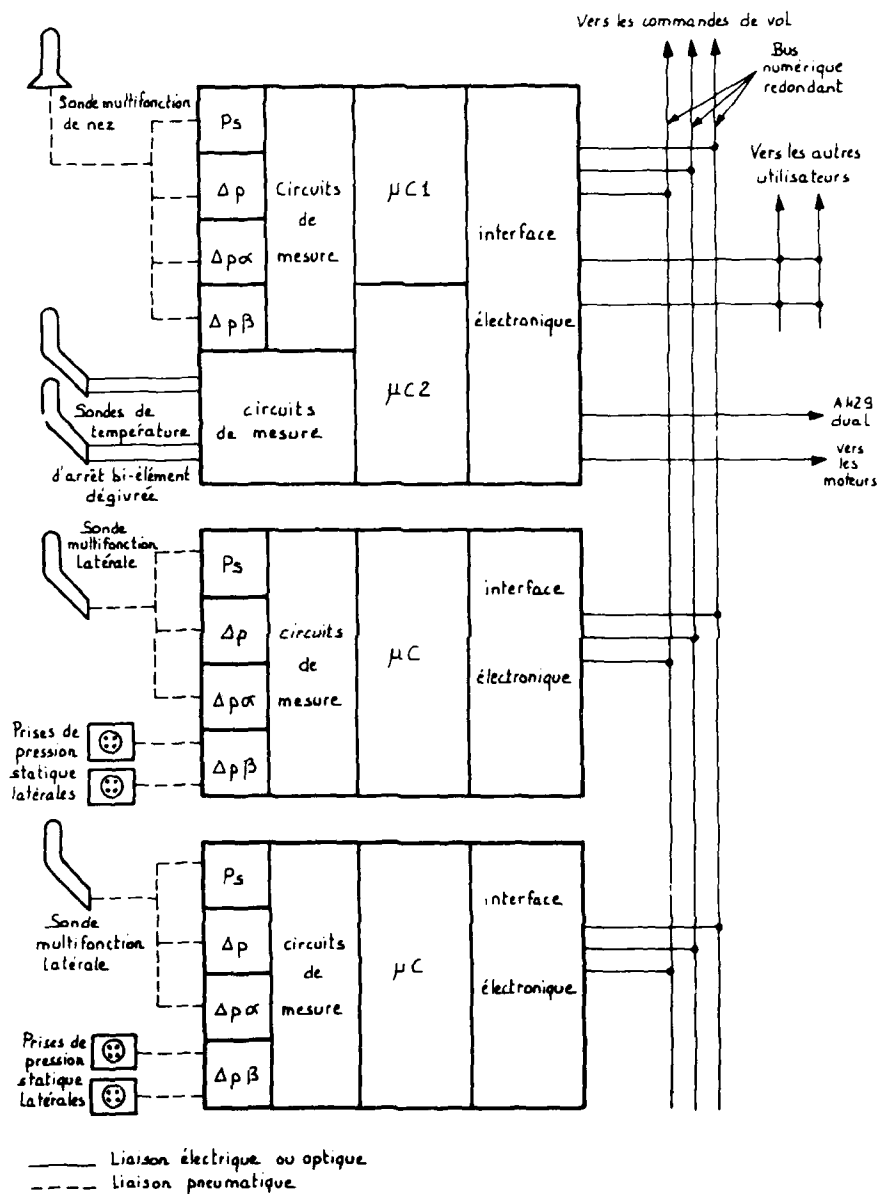 Vers les commandes de vol
Bus
numérique
redondant
Sonde multifonction
de nez
Ps
Δp
Δpα
Δpβ
Circuits
de
mesure
μC1
μC2
interface
électronique
Vers les autres
utilisateurs
Sondes de
température
d'arrêt bi-élément
dégivrée
circuits
de mesure
A429
dual
vers
les
moteurs
Sonde
multifonction
latérale
Ps
Δp
Δpα
Δpβ
circuits
de
mesure
μC
interface
électronique
Prises de
pression
statique
latérales
Sonde
multifonction
latérale
Ps
Δp
Δpα
Δpβ
circuits
de
mesure
μC
interface
électronique
Prises de
pression
statique
latérales
Liaison électrique ou optique
Liaison pneumatique